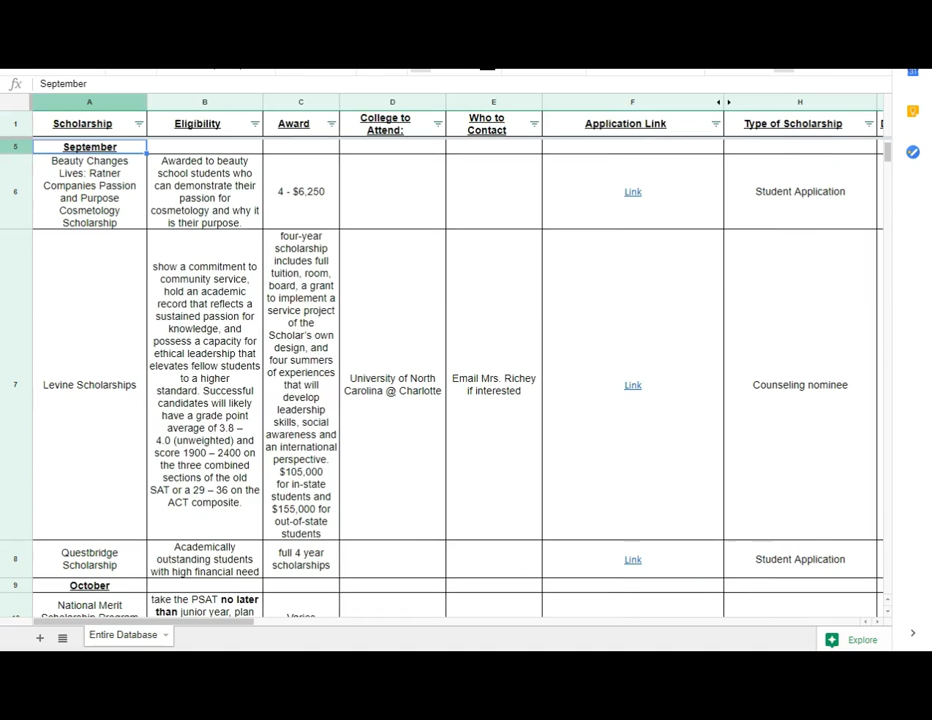 fx September
A B C D E F H
1 Scholarship Eligibility Award College to Attend: Who to Contact Application Link Type of Scholarship
5 September
6
Beauty Changes
Lives: Ratner
Companies Passion
and Purpose
Cosmetology
Scholarship
Awarded to beauty
school students who
can demonstrate their
passion for
cosmetology and why it
is their purpose.
4 - $6,250
Link
Student Application
7
Levine Scholarships
show a commitment to
community service,
hold an academic
record that reflects a
sustained passion for
knowledge, and
possess a capacity for
ethical leadership that
elevates fellow students
to a higher
standard. Successful
candidates will likely
have a grade point
average of 3.8 –
4.0 (unweighted) and
score 1900 – 2400 on
the three combined
sections of the old
SAT or a 29 – 36 on the
ACT composite.
four-year
scholarship
includes full
tuition, room,
board, a grant
to implement a
service project
of the
Scholar's own
design, and
four summers
of experiences
that will
develop
leadership
skills, social
awareness and
an international
perspective.
$105,000
for in-state
students and
$155,000 for
out-of-state
students
University of North
Carolina @ Charlotte
Email Mrs. Richey
if interested
Link
Counseling nominee
8
Questbridge
Scholarship
Academically
outstanding students
with high financial need
full 4 year
scholarships
Link
Student Application
9 October
National Merit
Scholarship Program
take the PSAT no later
than junior year, plan
Varies
Entire Database
Explore